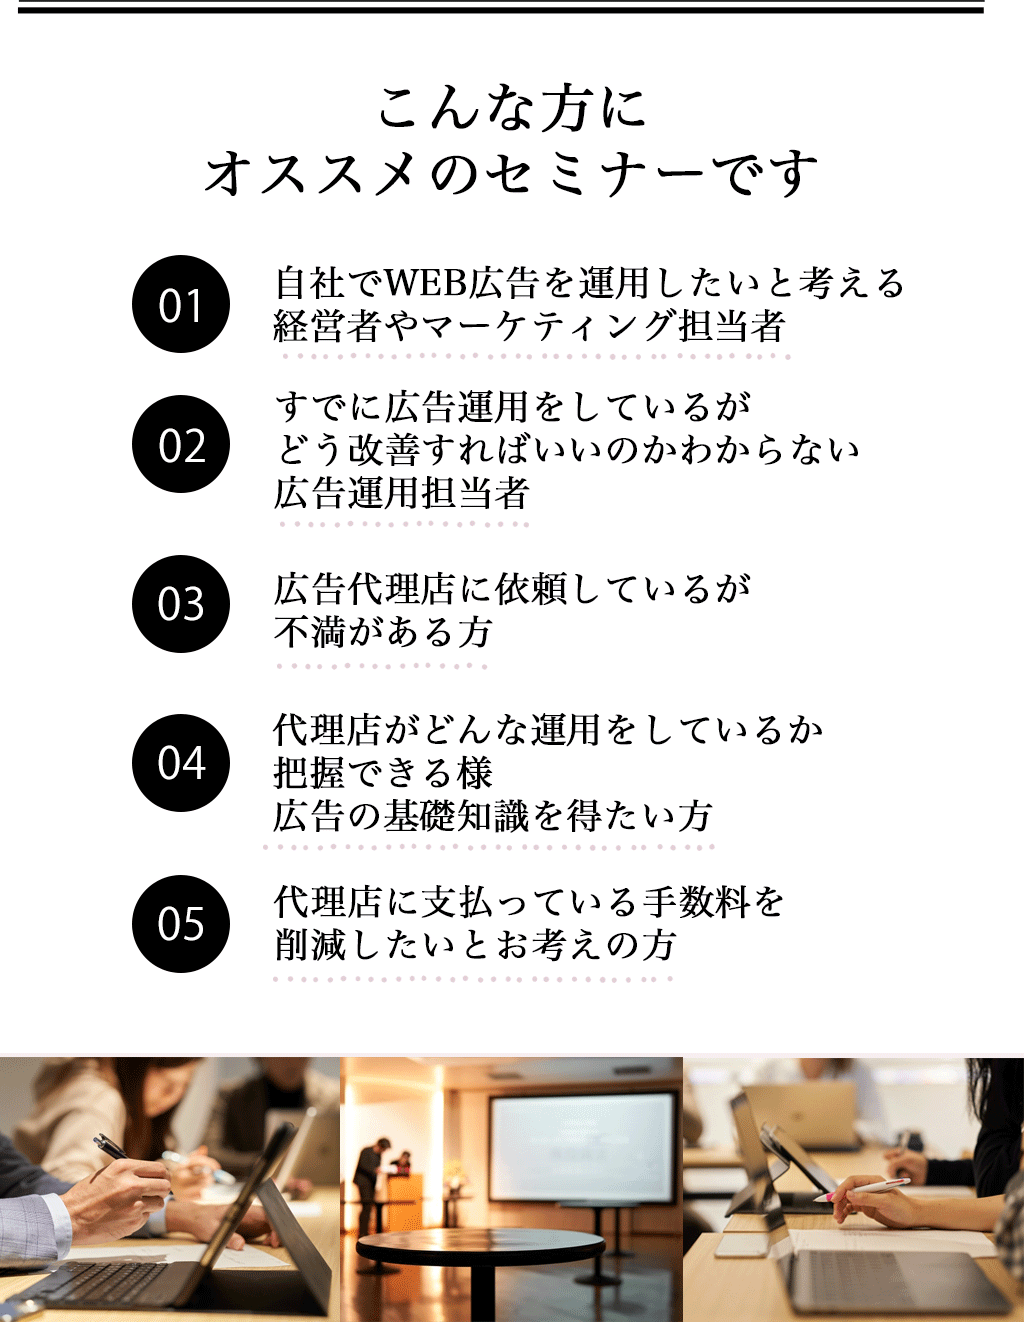 こんな方に
オススメのセミナーです
01
自社でWEB広告を運用したいと考える
経営者やマーケティング担当者
02
すでに広告運用をしているが
どう改善すればいいのかわからない
広告運用担当者
03
広告代理店に依頼しているが
不満がある方
04
代理店がどんな運用をしているか
把握できる様
広告の基礎知識を得たい方
05
代理店に支払っている手数料を
削減したいとお考えの方